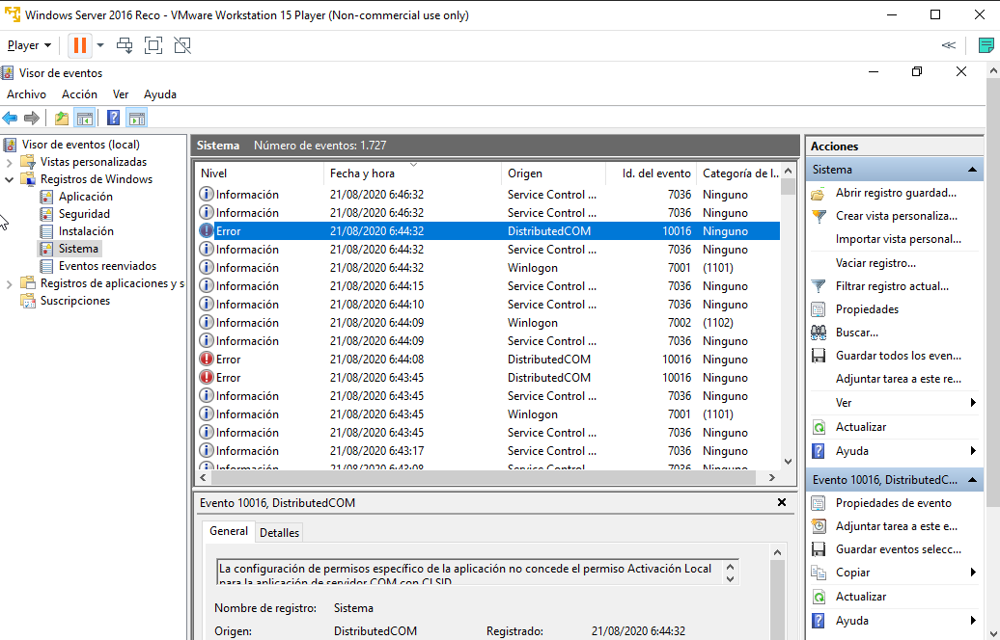 Windows Server 2016 Reco - VMware Workstation 15 Player (Non-commercial use only)
Player
Visor de eventos
Archivo Acción Ver Ayuda
Visor de eventos (local)
Vistas personalizadas
Registros de Windows
Aplicación
Seguridad
Instalación
Sistema
Eventos reenviados
Registros de aplicaciones y s
Suscripciones
Sistema Número de eventos: 1.727
Nivel Fecha y hora Origen Id. del evento Categoría de l...
Información 21/08/2020 6:46:32 Service Control ... 7036 Ninguno
Información 21/08/2020 6:46:32 Service Control ... 7036 Ninguno
Error 21/08/2020 6:44:32 DistributedCOM 10016 Ninguno
Información 21/08/2020 6:44:32 Service Control ... 7036 Ninguno
Información 21/08/2020 6:44:32 Winlogon 7001 (1101)
Información 21/08/2020 6:44:15 Service Control ... 7036 Ninguno
Información 21/08/2020 6:44:10 Service Control ... 7036 Ninguno
Información 21/08/2020 6:44:09 Winlogon 7002 (1102)
Información 21/08/2020 6:44:09 Service Control ... 7036 Ninguno
Error 21/08/2020 6:44:08 DistributedCOM 10016 Ninguno
Error 21/08/2020 6:43:45 DistributedCOM 10016 Ninguno
Información 21/08/2020 6:43:45 Service Control ... 7036 Ninguno
Información 21/08/2020 6:43:45 Winlogon 7001 (1101)
Información 21/08/2020 6:43:45 Service Control ... 7036 Ninguno
Información 21/08/2020 6:43:17 Service Control ... 7036 Ninguno
Información 21/08/2020 6:43:08 Service Control ... 7036 Ninguno
Evento 10016, DistributedCOM
General Detalles
La configuración de permisos específico de la aplicación no concede el permiso Activación Local
para la aplicación de servidor COM con CLSID
Nombre de registro: Sistema
Origen: DistributedCOM Registrado: 21/08/2020 6:44:32
Acciones
Sistema
Abrir registro guardad...
Crear vista personaliza...
Importar vista personal...
Vaciar registro...
Filtrar registro actual...
Propiedades
Buscar...
Guardar todos los even...
Adjuntar tarea a este re...
Ver
Actualizar
Ayuda
Evento 10016, DistributedC...
Propiedades de evento
Adjuntar tarea a este e...
Guardar eventos selecc...
Copiar
Actualizar
Ayuda